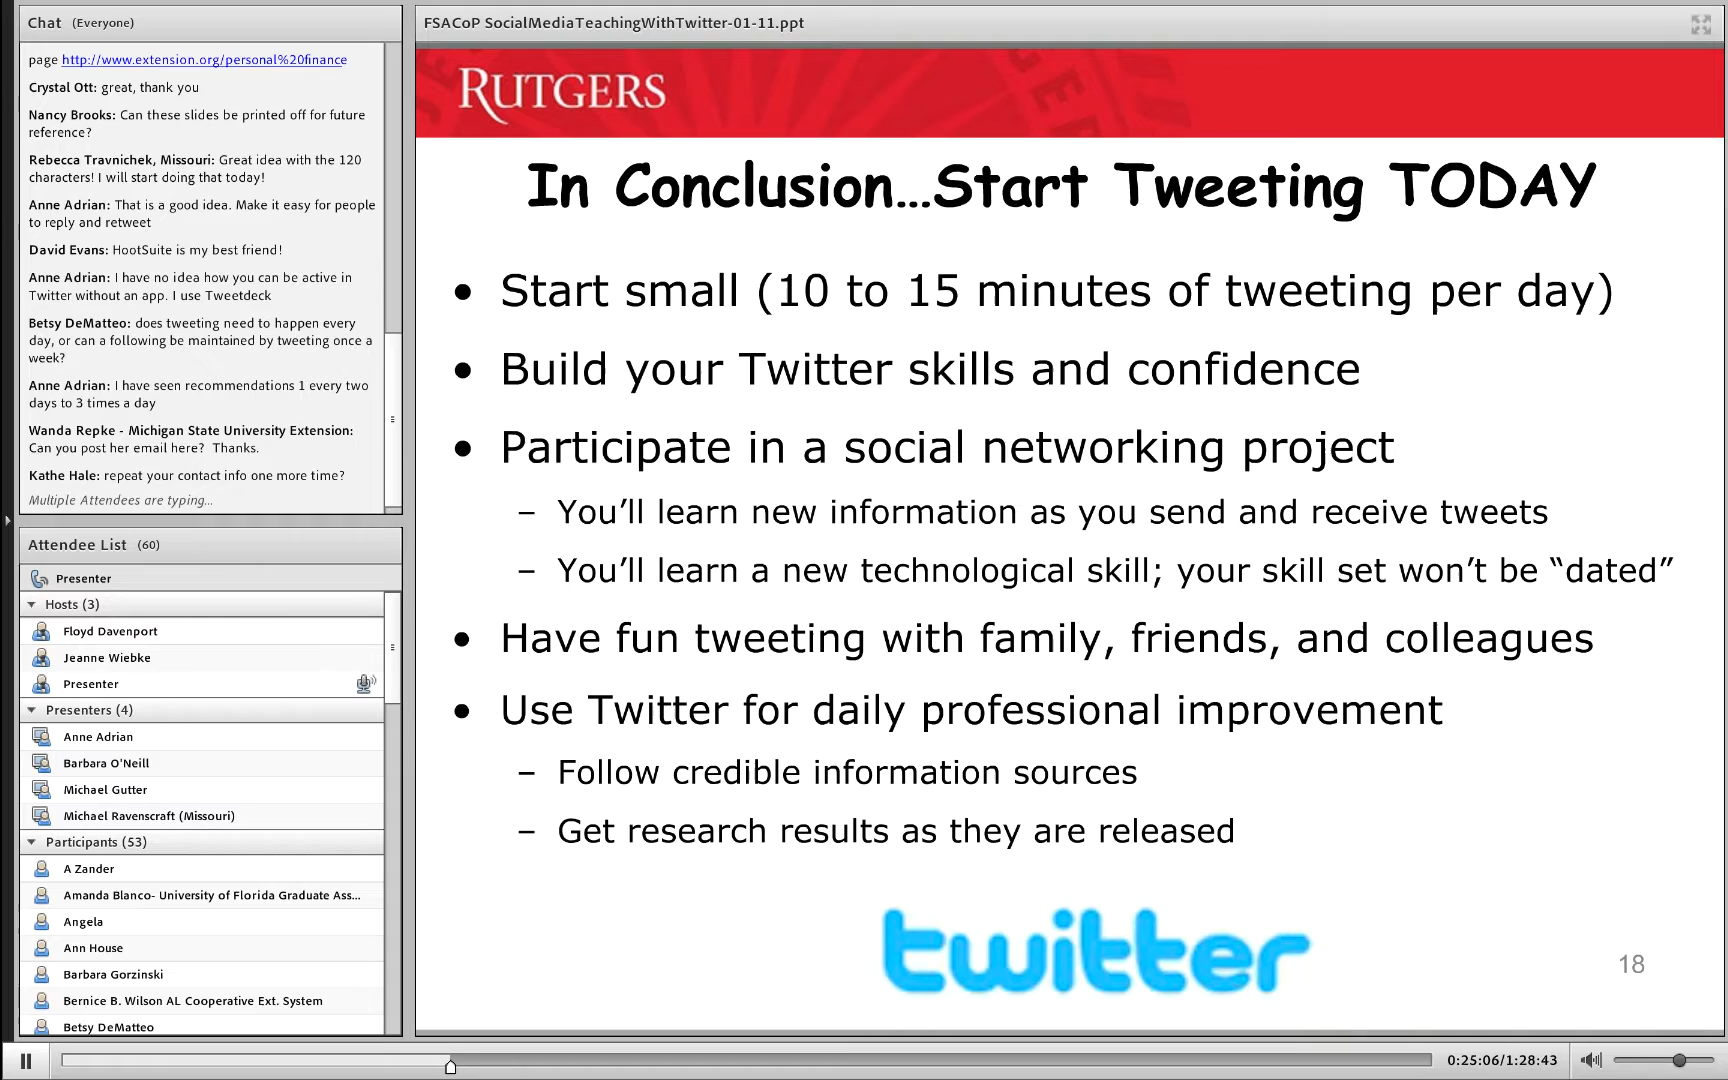 Chat (Everyone)
page http://www.extension.org/personal%20finance
Crystal Ott: great, thank you
Nancy Brooks: Can these slides be printed off for future
reference?
Rebecca Travnichek, Missouri: Great idea with the 120
characters! I will start doing that today!
Anne Adrian: That is a good idea. Make it easy for people
to reply and retweet
David Evans: HootSuite is my best friend!
Anne Adrian: I have no idea how you can be active in
Twitter without an app. I use Tweetdeck
Betsy DeMatteo: does tweeting need to happen every
day, or can a following be maintained by tweeting once a
week?
Anne Adrian: I have seen recommendations 1 every two
days to 3 times a day
Wanda Repke - Michigan State University Extension:
Can you post her email here?  Thanks.
Kathe Hale: repeat your contact info one more time?
Multiple Attendees are typing...
Attendee List (60)
Presenter
Hosts (3)
Floyd Davenport
Jeanne Wiebke
Presenter
Presenters (4)
Anne Adrian
Barbara O'Neill
Michael Gutter
Michael Ravenscraft (Missouri)
Participants (53)
A Zander
Amanda Blanco- University of Florida Graduate Ass...
Angela
Ann House
Barbara Gorzinski
Bernice B. Wilson AL Cooperative Ext. System
Betsy DeMatteo
FSACoP SocialMediaTeachingWithTwitter-01-11.ppt
RUTGERS
In Conclusion...Start Tweeting TODAY
• Start small (10 to 15 minutes of tweeting per day)
• Build your Twitter skills and confidence
• Participate in a social networking project
– You’ll learn new information as you send and receive tweets
– You’ll learn a new technological skill; your skill set won’t be “dated”
• Have fun tweeting with family, friends, and colleagues
• Use Twitter for daily professional improvement
– Follow credible information sources
– Get research results as they are released
twitter
18
0:25:06/1:28:43